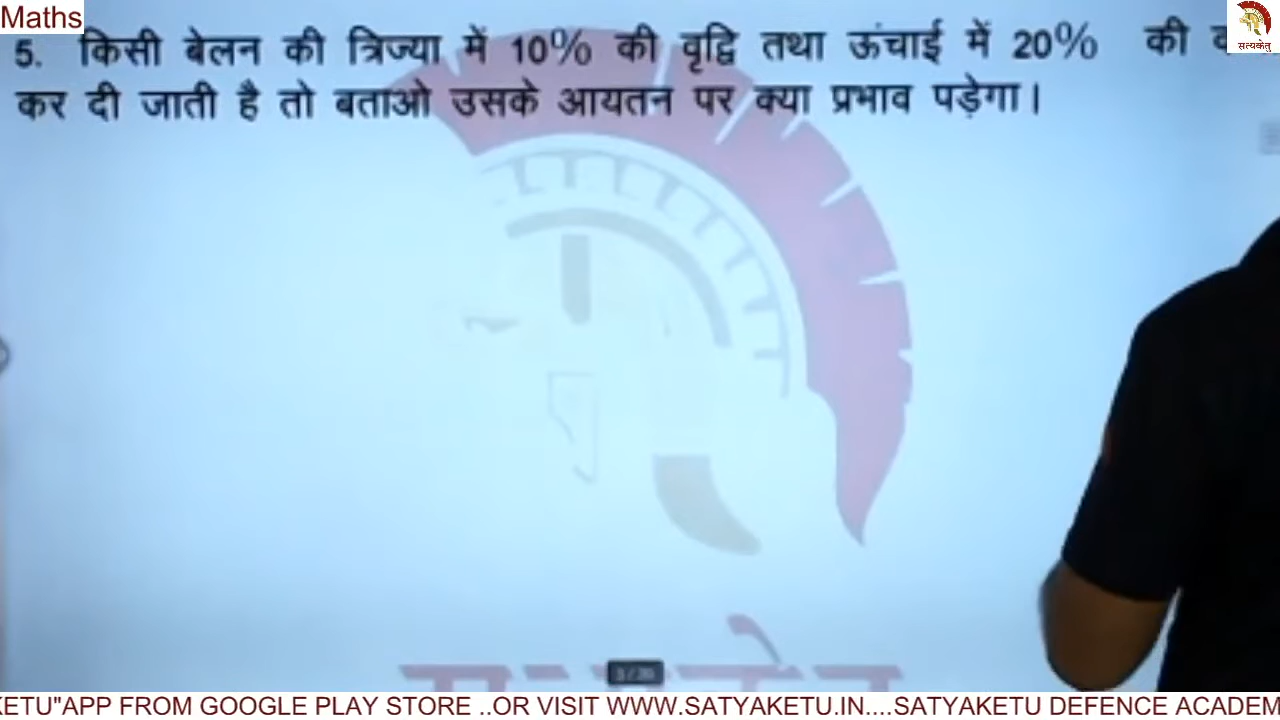 Maths
5. किसी बेलन की त्रिज्या में 10% की वृद्वि तथा ऊंचाई में 20% की
कर दी जाती है तो बताओ उसके आयतन पर क्या प्रभाव पड़ेगा।
सत्यकेतु
KETU"APP FROM GOOGLE PLAY STORE ..OR VISIT WWW.SATYAKETU.IN....SATYAKETU DEFENCE ACADEM